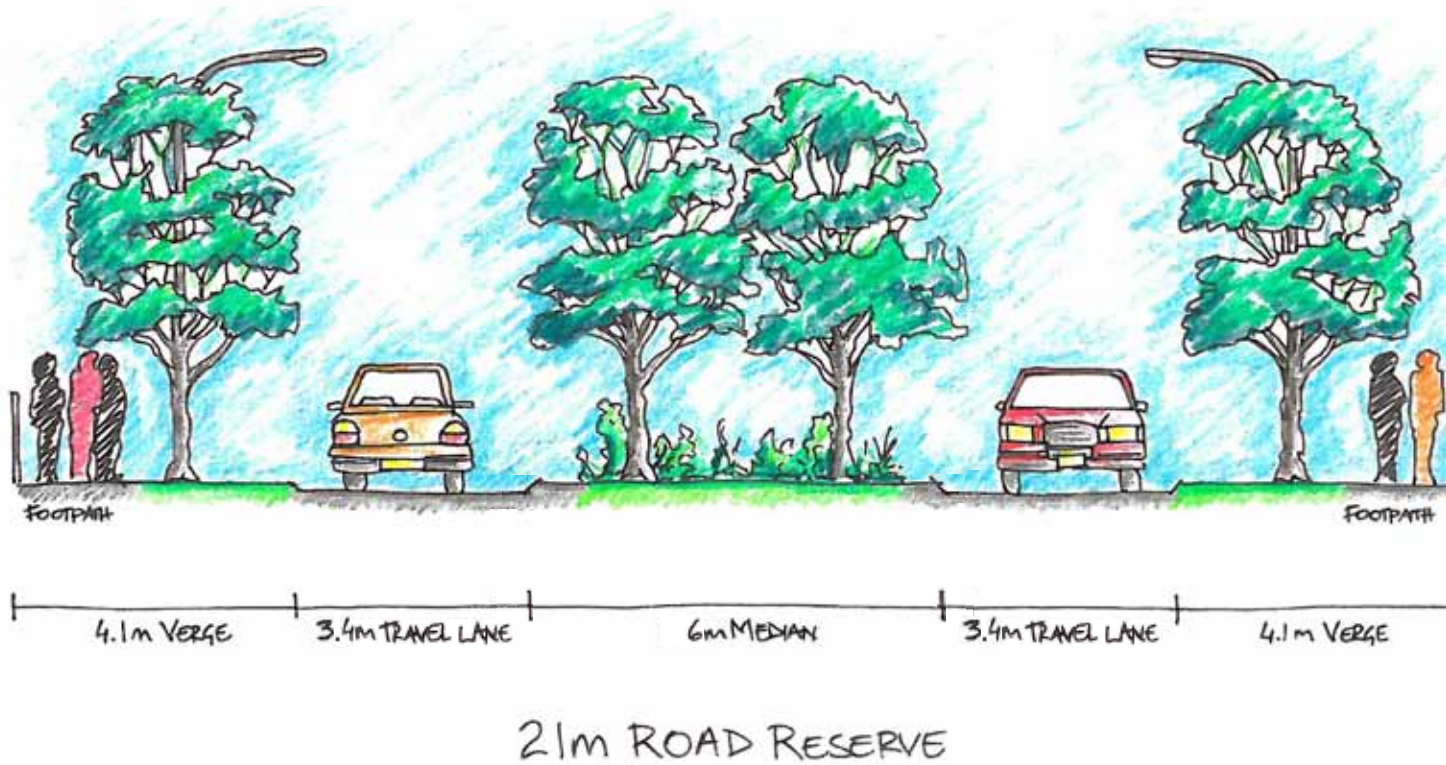 FOOTPATH
FOOTPATH
4.1m VERGE
3.4m TRAVEL LANE
6m MEDIAN
3.4m TRAVEL LANE
4.1m VERGE
21m ROAD RESERVE